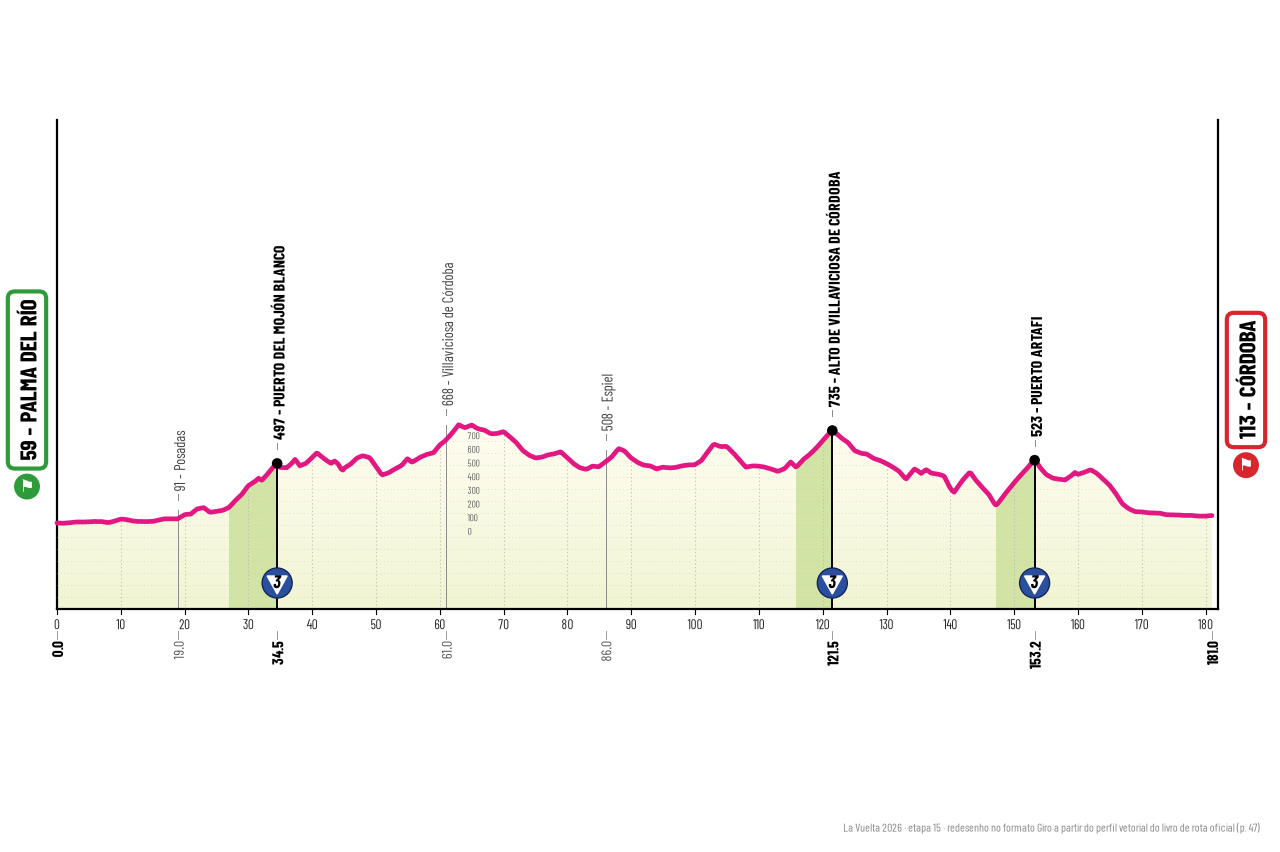 59 - PALMA DEL RÍO
91 - Posadas
497 - PUERTO DEL MOJÓN BLANCO
668 - Villaviciosa de Córdoba
508 - Espiel
735 - ALTO DE VILLAVICIOSA DE CÓRDOBA
523 - PUERTO ARTAFI
113 - CÓRDOBA
700
600
500
400
300
200
100
0
3 3 3
0 10 20 30 40 50 60 70 80 90 100 110 120 130 140 150 160 170 180
0.0 19.0 34.5 61.0 86.0 121.5 153.2 181.0
La Vuelta 2026 · etapa 15 · redesenho no formato Giro a partir do perfil vetorial do livro de rota oficial (p. 47)